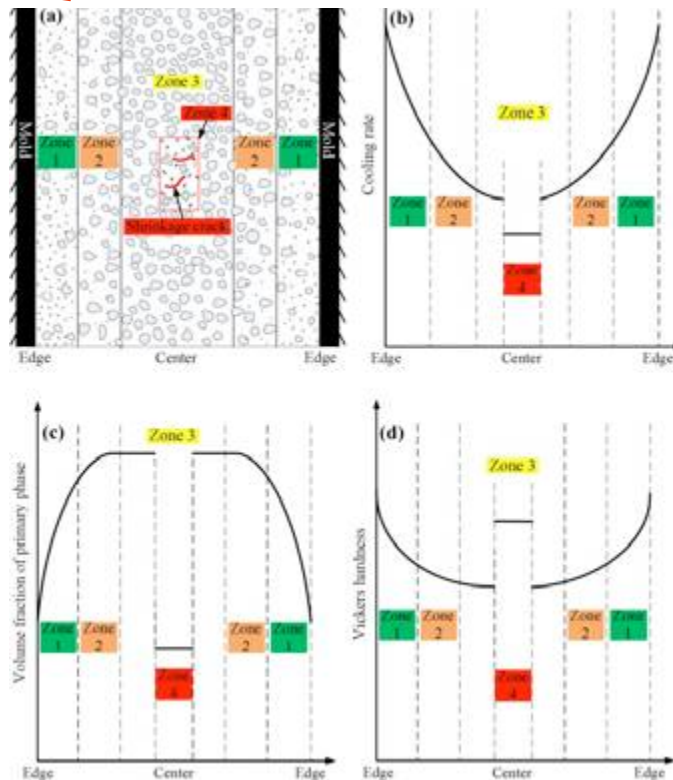 (a)
Zone 3
Zone 4
Mold
Zone
1
Zone
2
Zone
2
Zone
1
Mold
Shrinkage crack
Edge
Center
Edge
(b)
Cooling rate
Zone 3
Zone
1
Zone
2
Zone
2
Zone
1
Zone
4
Edge
Center
Edge
(c)
Volume fraction of primary phase
Zone 3
Zone
1
Zone
2
Zone
2
Zone
1
Zone
4
Edge
Center
Edge
(d)
Vickers hardness
Zone 3
Zone
1
Zone
2
Zone
2
Zone
1
Zone
4
Edge
Center
Edge